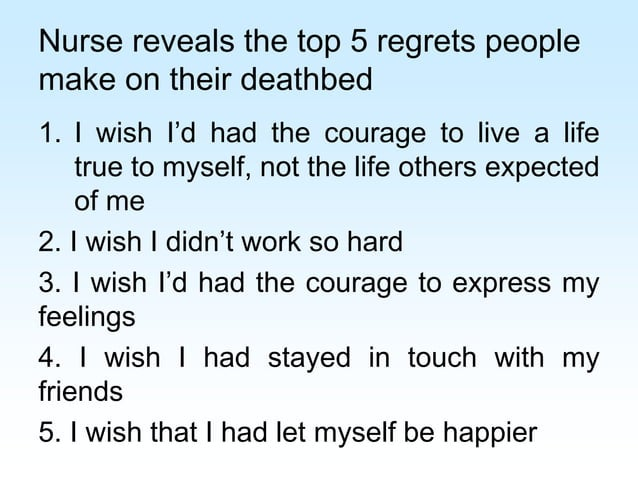 Nurse reveals the top 5 regrets people
make on their deathbed
1. I wish I’d had the courage to live a life
true to myself, not the life others expected
of me
2. I wish I didn’t work so hard
3. I wish I’d had the courage to express my
feelings
4. I wish I had stayed in touch with my
friends
5. I wish that I had let myself be happier